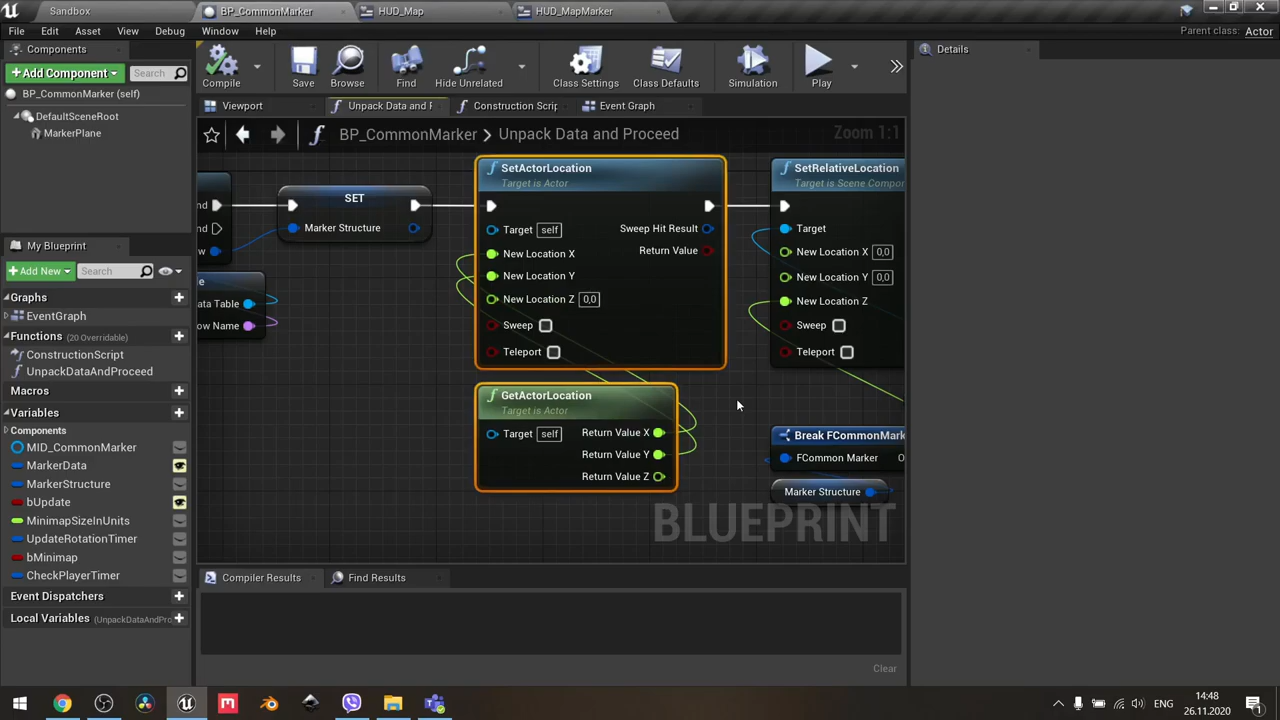 Sandbox
BP_CommonMarker
HUD_Map
HUD_MapMarker
File Edit Asset View Window Debug Help
Parent class: Actor
Components
Details
+Add Component
Search
Compile Save Browse Find Hide Unrelated Class Settings Class Defaults Simulation Play
BP_CommonMarker (self)
DefaultSceneRoot
MarkerPlane
Viewport
Unpack Data and P
Construction Scrip
Event Graph
BP_CommonMarker > Unpack Data and Proceed
Zoom 1:1
SET
Marker Structure
SetActorLocation
Target is Actor
Target self
Sweep Hit Result
Return Value
New Location X
New Location Y
New Location Z 0,0
Sweep
Teleport
SetRelativeLocation
Target is Scene Compo
Target
New Location X 0,0
New Location Y 0,0
New Location Z
Sweep
Teleport
ata Table
ow Name
GetActorLocation
Target is Actor
Target self
Return Value X
Return Value Y
Return Value Z
Break FCommonMark
FCommon Marker
Marker Structure
BLUEPRINT
My Blueprint
+Add New
Search
Graphs
EventGraph
Functions (20 Overridable)
ConstructionScript
UnpackDataAndProceed
Macros
Variables
Components
MID_CommonMarker
MarkerData
MarkerStructure
bUpdate
MinimapSizeInUnits
UpdateRotationTimer
bMinimap
CheckPlayerTimer
Event Dispatchers
Local Variables (UnpackDataAndPro
Compiler Results
Find Results
Clear
ENG
14:48
26.11.2020